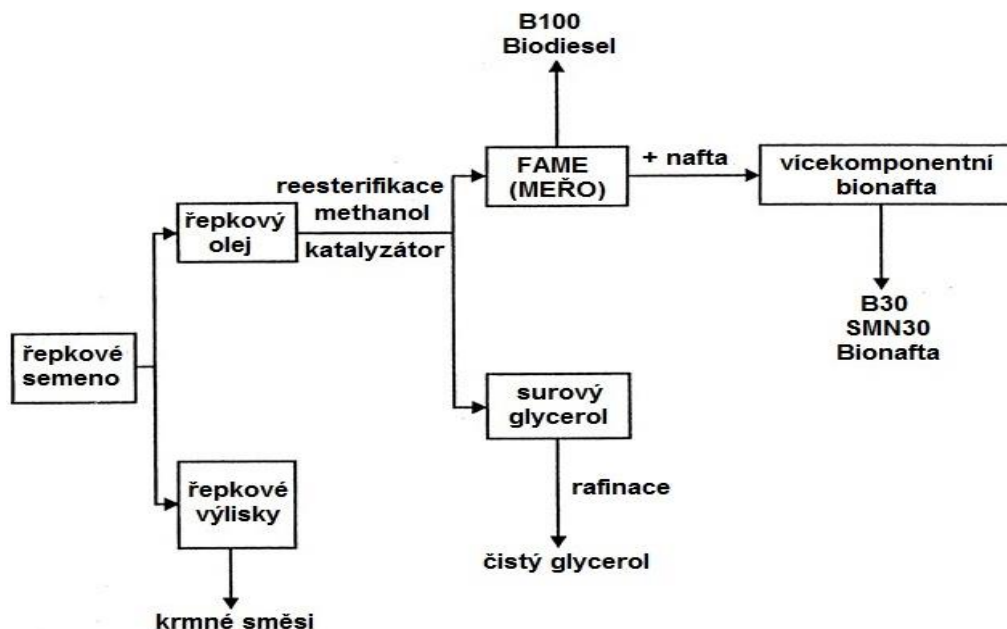 B100
Biodiesel
FAME
(MEŘO)
+ nafta
vícekomponentní
bionafta
reesterifikace
methanol
katalyzátor
řepkový
olej
B30
SMN30
Bionafta
řepkové
semeno
surový
glycerol
řepkové
výlisky
rafinace
čistý glycerol
krmné směsi